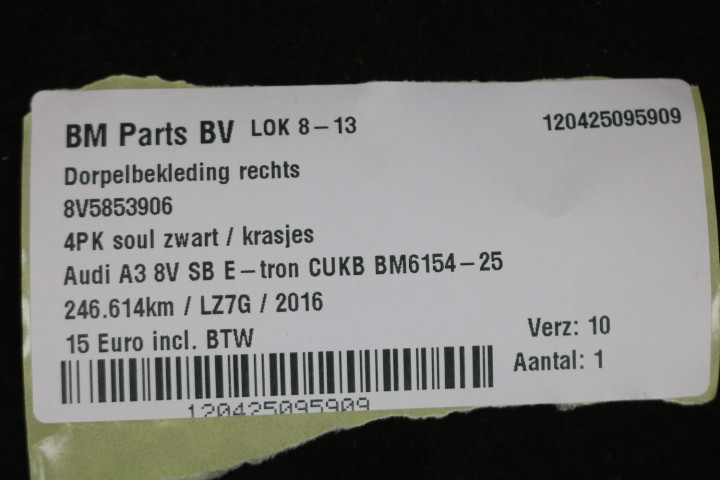 BM Parts BV LOK 8-13 120425095909
Dorpelbekleding rechts
8V5853906
4PK soul zwart / krasjes
Audi A3 8V SB E-tron CUKB BM6154-25
246.614km / LZ7G / 2016
15 Euro incl. BTW
Verz: 10
Aantal: 1
120425095909